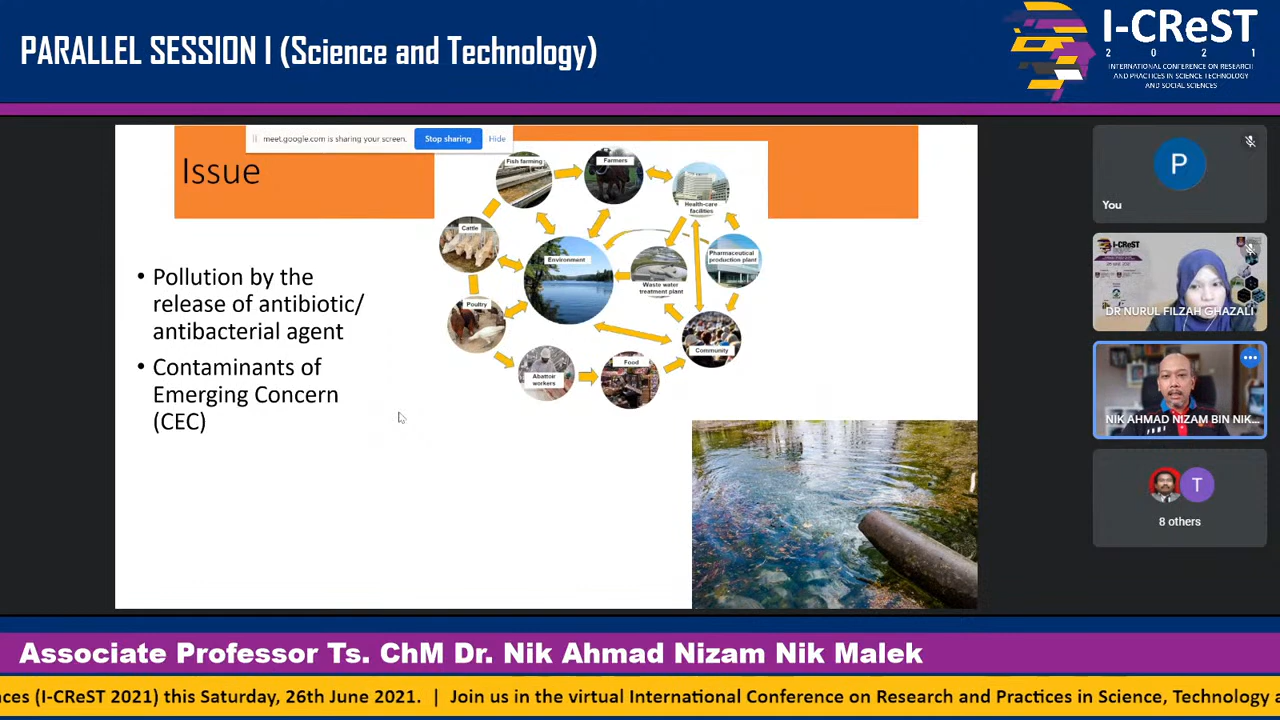 PARALLEL SESSION I (Science and Technology)
I-CReST
2 0 2 1
INTERNATIONAL CONFERENCE ON RESEARCH
AND PRACTICES IN SCIENCE TECHNOLOGY
AND SOCIAL SCIENCES
meet.google.com is sharing your screen.
Stop sharing
Hide
Issue
Fish farming
Farmers
Health-care
facilities
Cattle
Environment
Pharmaceutical
production plant
Waste water
treatment plant
Poultry
Community
Abattoir
workers
Food
• Pollution by the
release of antibiotic/
antibacterial agent
• Contaminants of
Emerging Concern
(CEC)
P
You
I-CReST
DR NURUL FILZAH GHAZALI
NIK AHMAD NIZAM BIN NIK...
T
8 others
Associate Professor Ts. ChM Dr. Nik Ahmad Nizam Nik Malek
nces (I-CReST 2021) this Saturday, 26th June 2021. | Join us in the virtual International Conference on Research and Practices in Science, Technology a